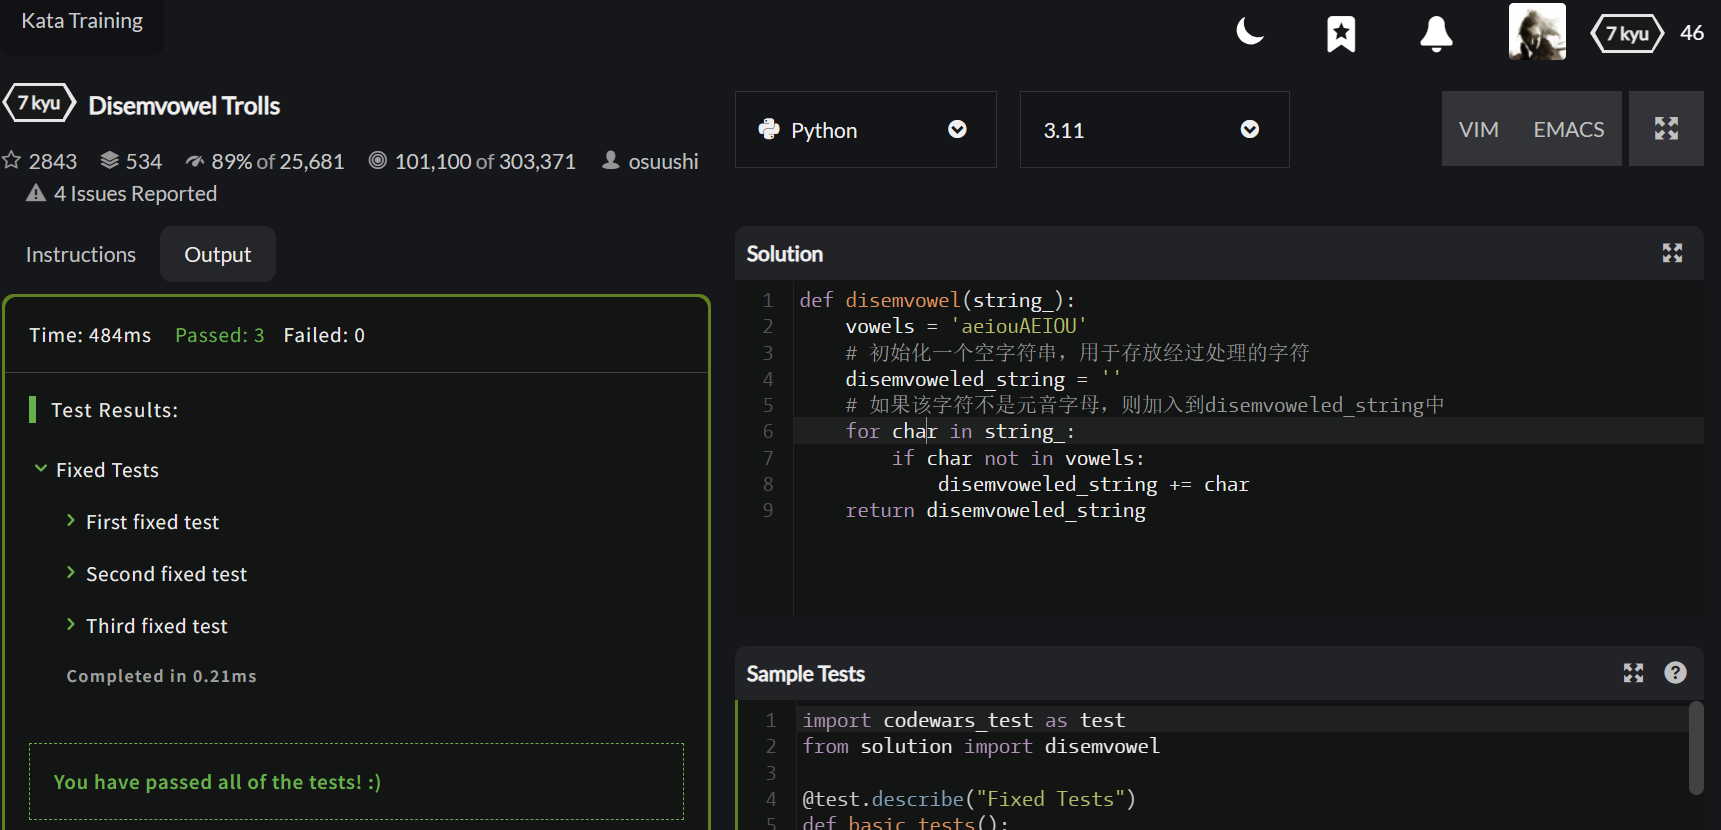 Kata Training
7 kyu 46
7 kyu Disemvowel Trolls
2843 534 89% of 25,681 101,100 of 303,371 osuushi
4 Issues Reported
Python 3.11 VIM EMACS
Instructions Output
Time: 484ms Passed: 3 Failed: 0
Test Results:
Fixed Tests
First fixed test
Second fixed test
Third fixed test
Completed in 0.21ms
You have passed all of the tests! :)
Solution
1 def disemvowel(string_):
2     vowels = 'aeiouAEIOU'
3     # 初始化一个空字符串，用于存放经过处理的字符
4     disemvoweled_string = ''
5     # 如果该字符不是元音字母，则加入到disemvoweled_string中
6     for char in string_:
7         if char not in vowels:
8             disemvoweled_string += char
9     return disemvoweled_string
Sample Tests
1 import codewars_test as test
2 from solution import disemvowel
3
4 @test.describe("Fixed Tests")
5 def basic_tests():